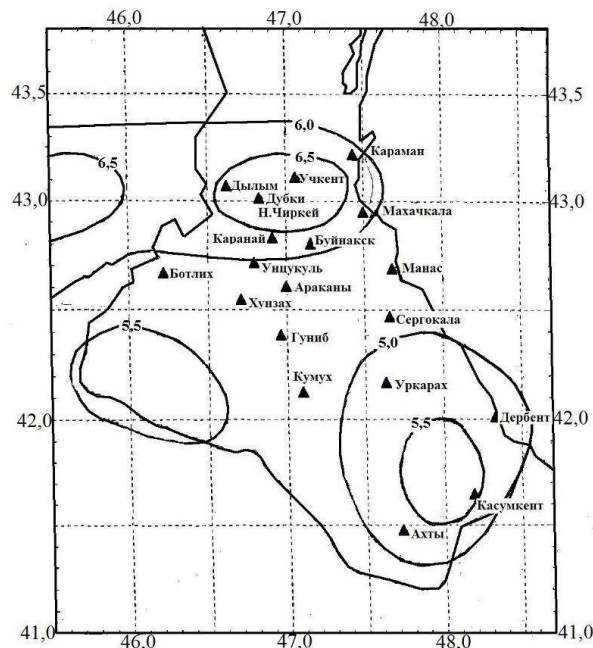 46,0 47,0 48,0
43,5 43,5
6,0
Караман
6,5 6,5
Учкент
Дылым
43,0 Дубки 43,0
Н.Чиркей Махачкала
Каранай Буйнакск
Ботлих Унцукуль Манас
Араканы
Хунзах
Сергокала
5,5 Гуниб 5,0
Кумух
Уркарах
42,0 Дербент 42,0
5,5
Касумкент
Ахты
41,0 41,0
46,0 47,0 48,0